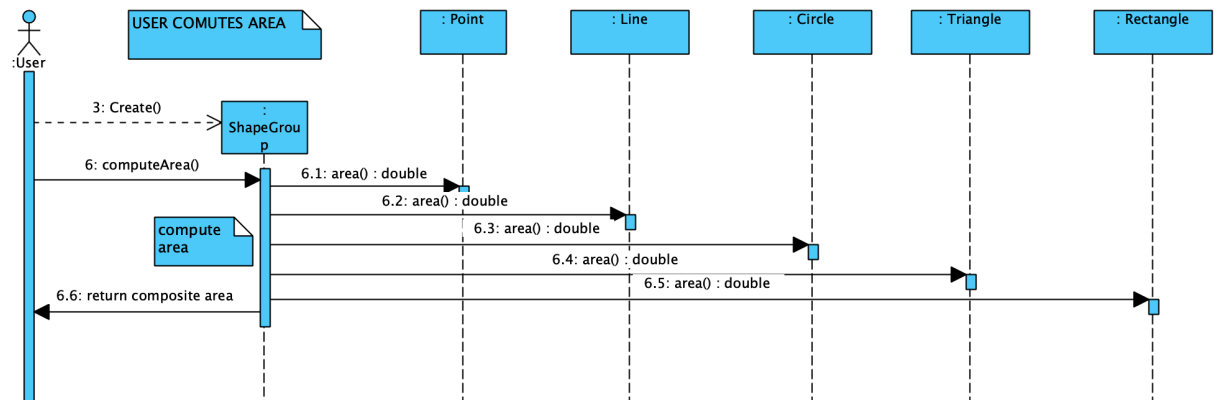 USER COMUTES AREA
: Point
: Line
: Circle
: Triangle
: Rectangle
:User
3: Create()
:
ShapeGrou
p
6: computeArea()
6.1: area() : double
6.2: area() : double
6.3: area() : double
compute
area
6.4: area() : double
6.5: area() : double
6.6: return composite area